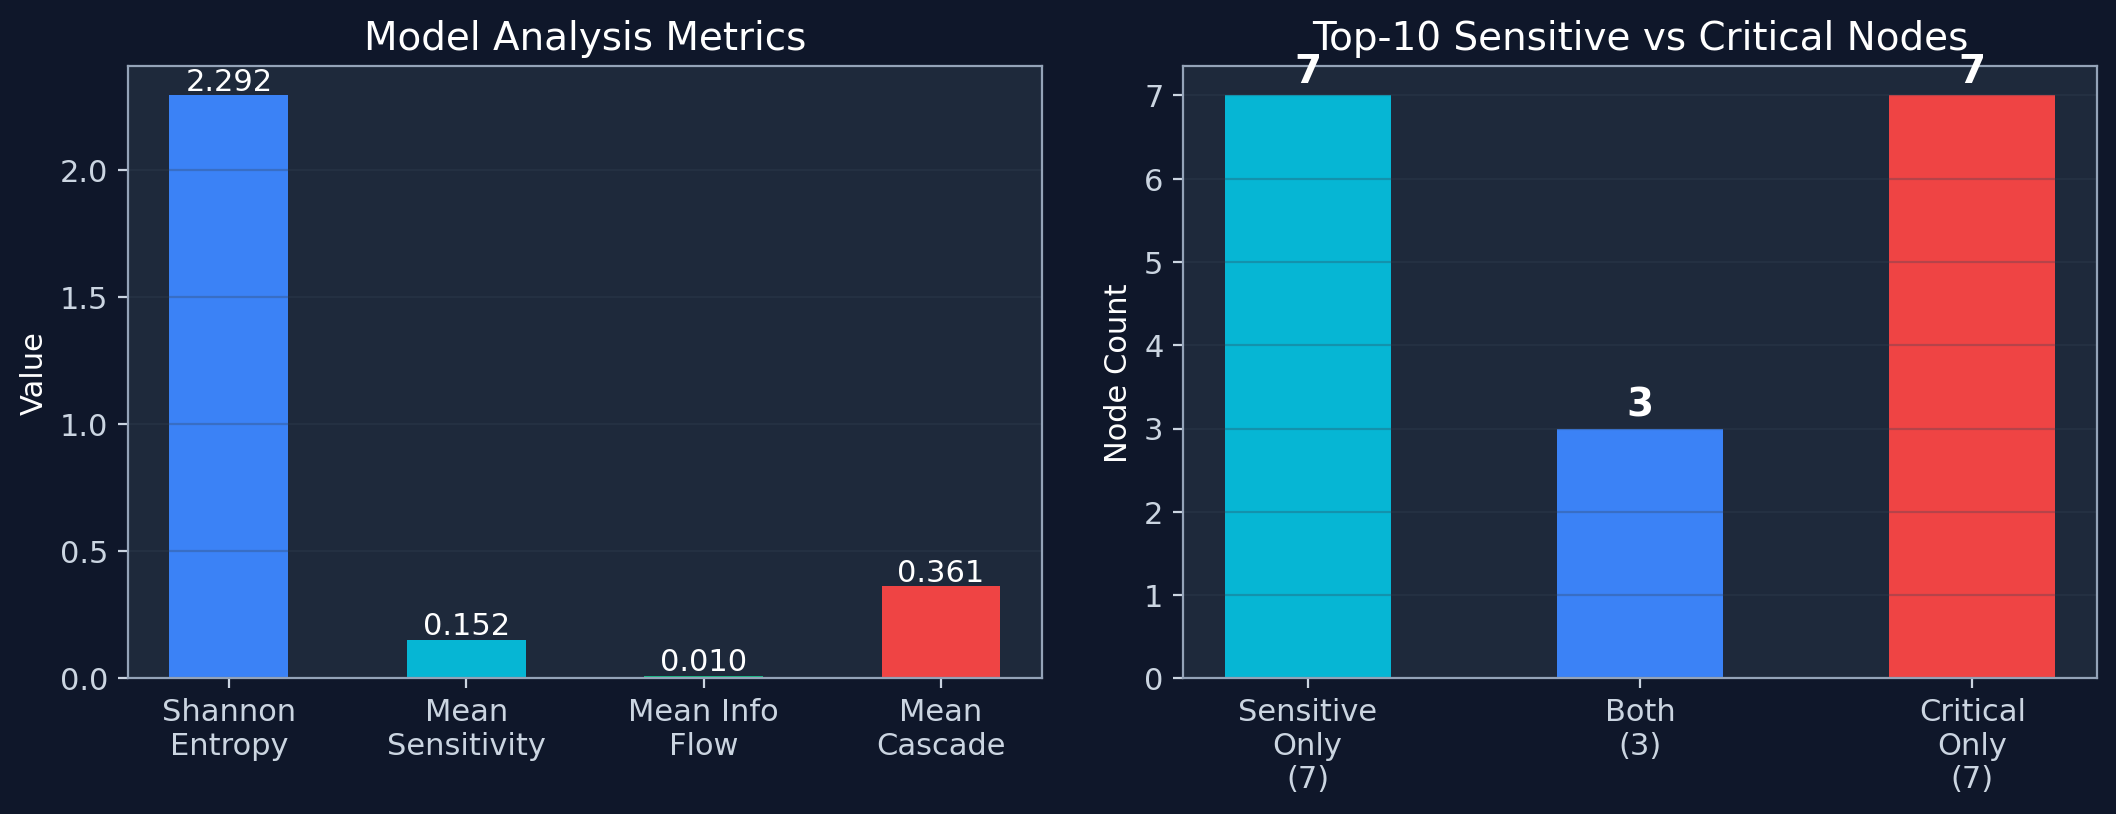 Model Analysis Metrics
Value
2.0
1.5
1.0
0.5
0.0
2.292
0.152
0.010
0.361
Shannon
Entropy
Mean
Sensitivity
Mean Info
Flow
Mean
Cascade
Top-10 Sensitive vs Critical Nodes
Node Count
7
6
5
4
3
2
1
0
7
3
7
Sensitive
Only
(7)
Both
(3)
Critical
Only
(7)